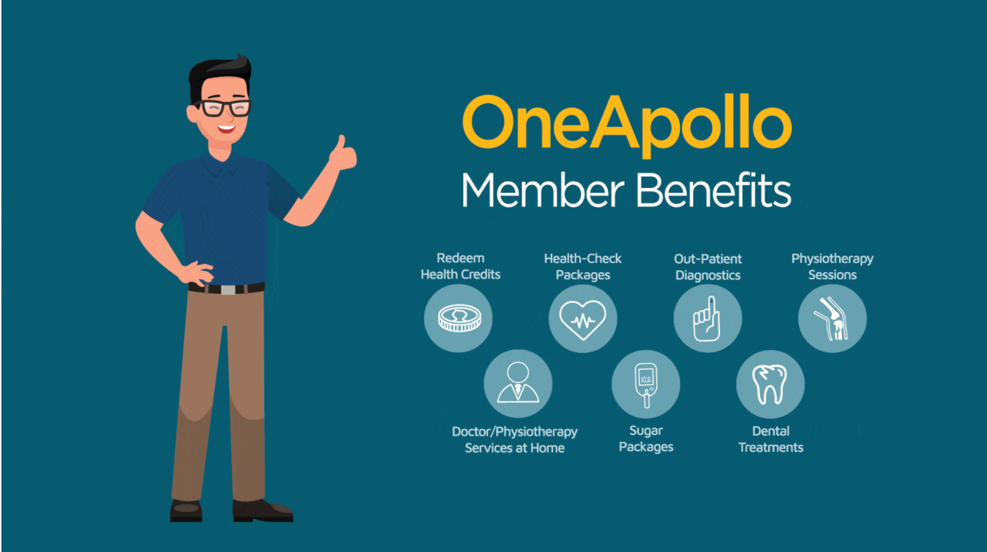 OneApollo
Member Benefits
Redeem
Health Credits
Health-Check
Packages
Out-Patient
Diagnostics
Physiotherapy
Sessions
Doctor/Physiotherapy
Services at Home
Sugar
Packages
Dental
Treatments